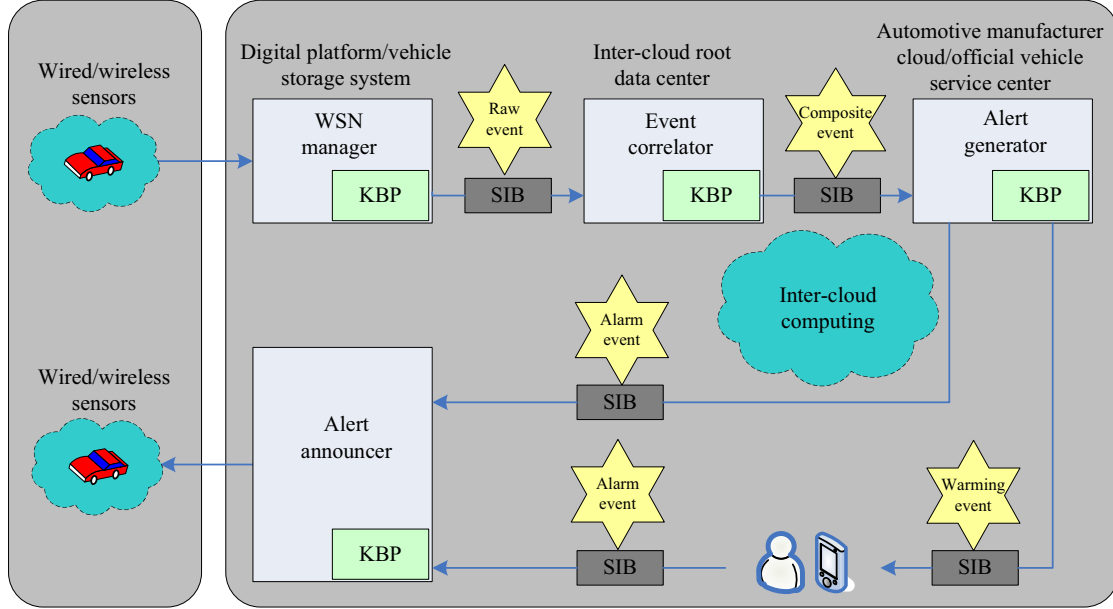 Wired/wireless
sensors
Digital platform/vehicle
storage system
WSN
manager
KBP
Raw
event
SIB
Inter-cloud root
data center
Event
correlator
KBP
Composite
event
SIB
Automotive manufacturer
cloud/official vehicle
service center
Alert
generator
KBP
Inter-cloud
computing
Alarm
event
SIB
Wired/wireless
sensors
Alert
announcer
KBP
Alarm
event
SIB
Warming
event
SIB